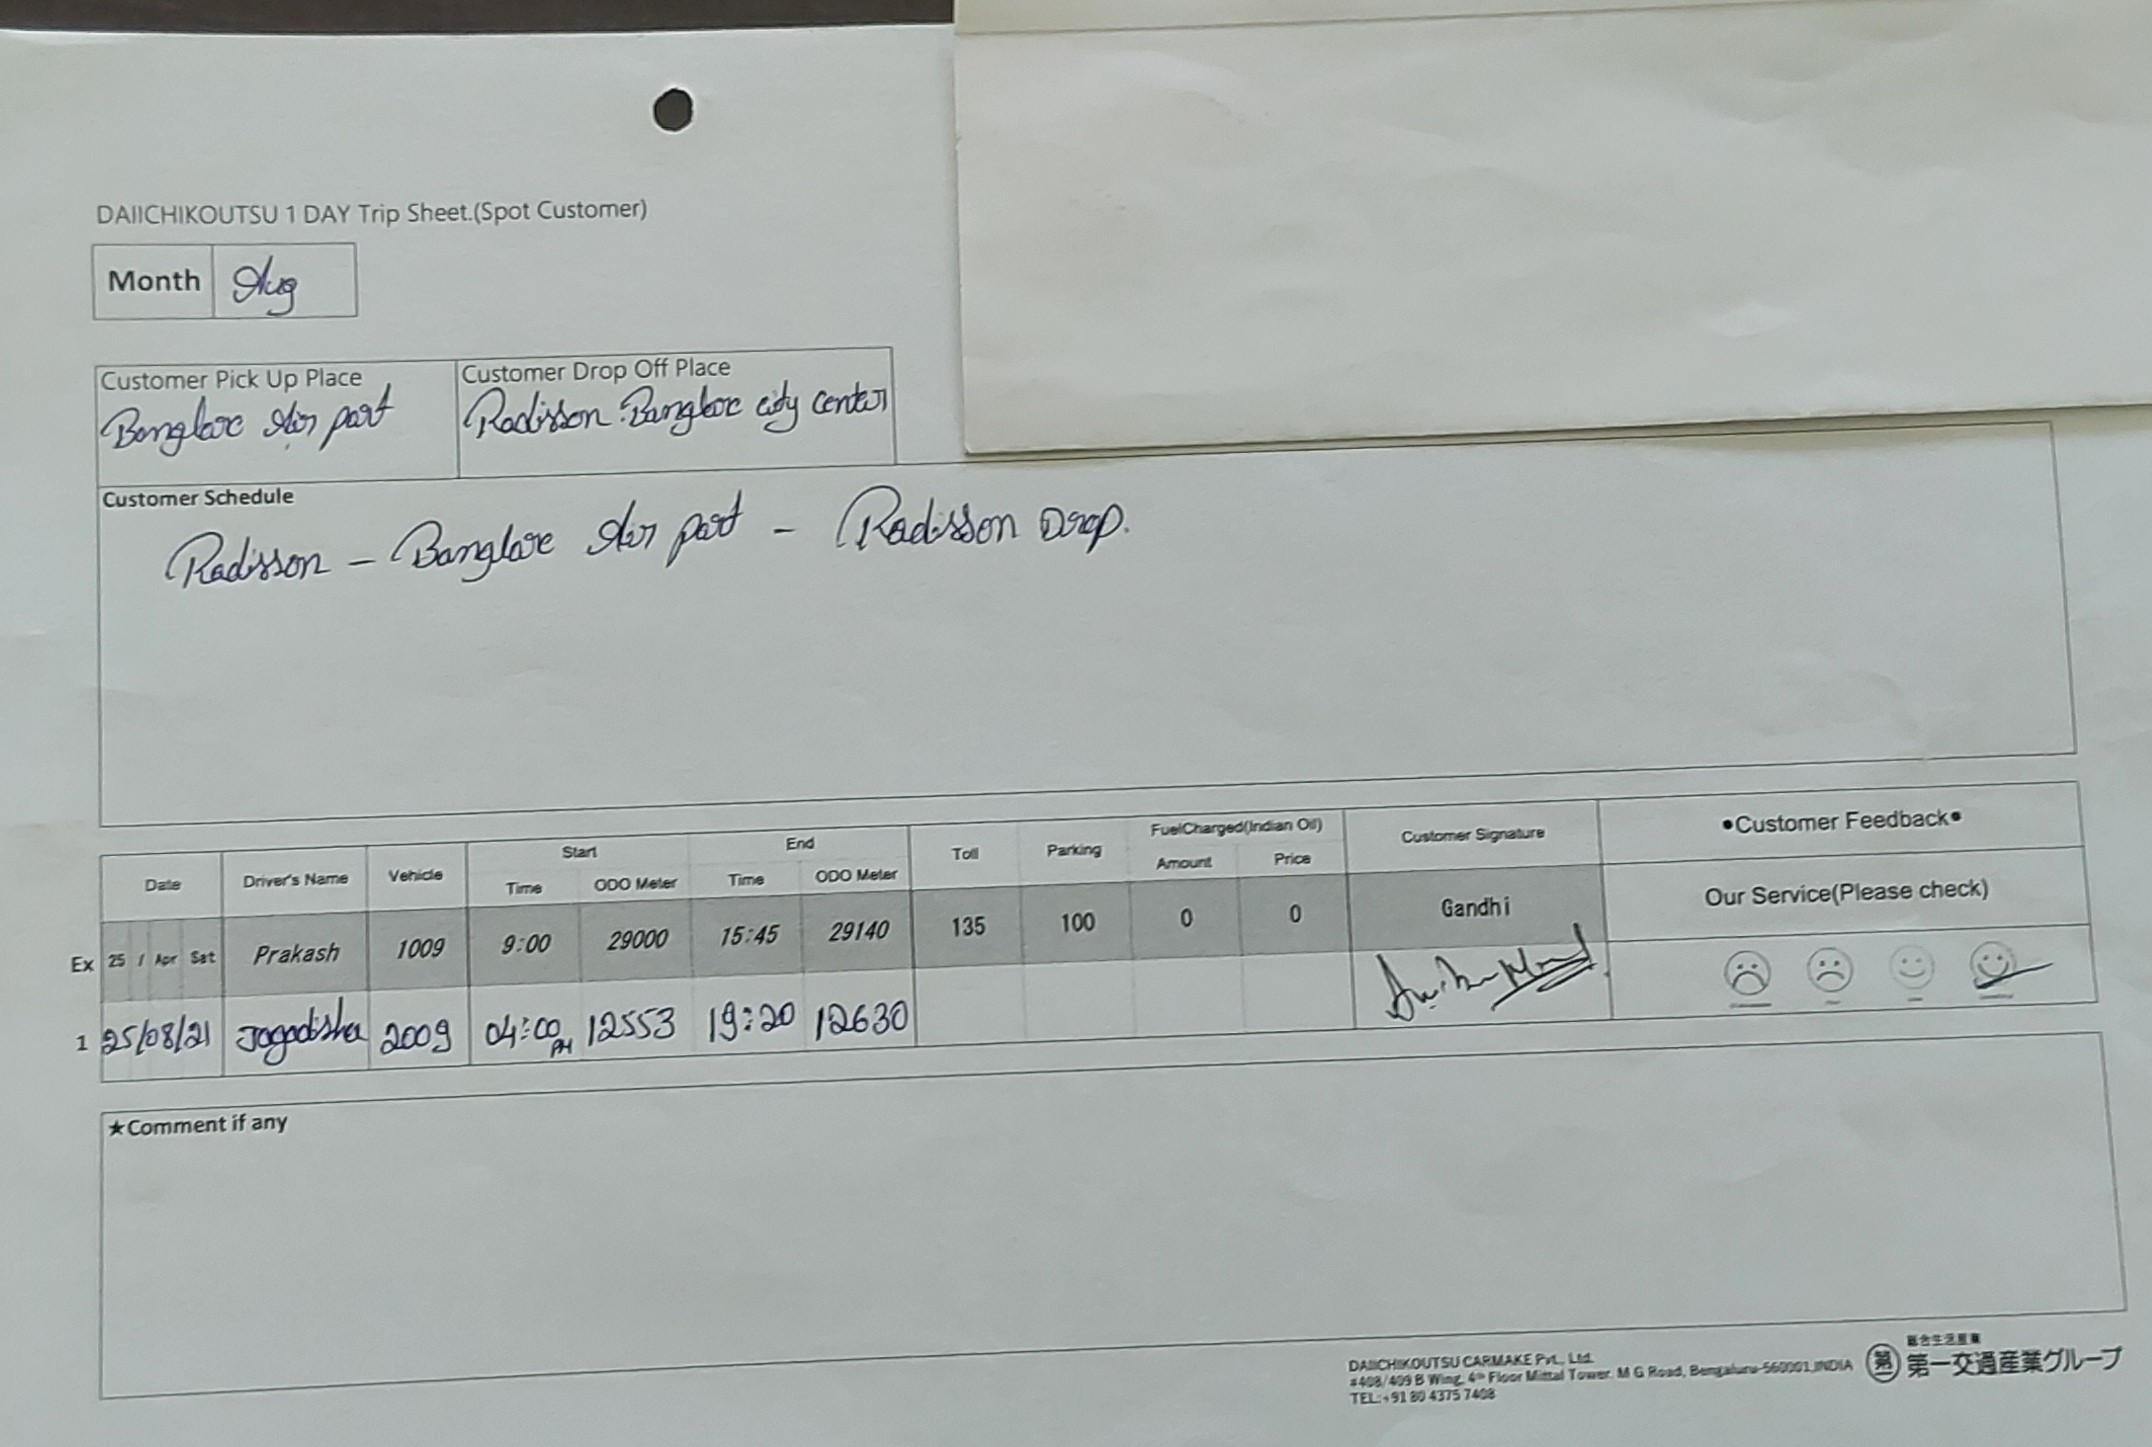 DAIICHIKOUTSU 1 DAY Trip Sheet.(Spot Customer)
Month Aug
Customer Pick Up Place Customer Drop Off Place
Banglore Air port Radisson Banglore city center
Customer Schedule
Radisson - Banglore Air port - Radisson Drop.
Date Driver's Name Vehicle Start End Toll Parking FuelCharged(Indian Oil) Customer Signature •Customer Feedback•
Time ODO Meter Time ODO Meter Amount Price
Our Service(Please check)
Ex 25 / Apr Sat Prakash 1009 9:00 29000 15:45 29140 135 100 0 0 Gandhi
1 25/08/21 Jagadisha 2009 04:00 PM 12553 19:20 12630
★Comment if any
DAIICHIKOUTSU CARMAKE Pvt., Ltd.
#408/409 B Wing, 4th Floor Mittal Tower, M G Road, Bengaluru-560001,INDIA
TEL:+91 80 4375 7408
総合生活産業
第一交通産業グループ